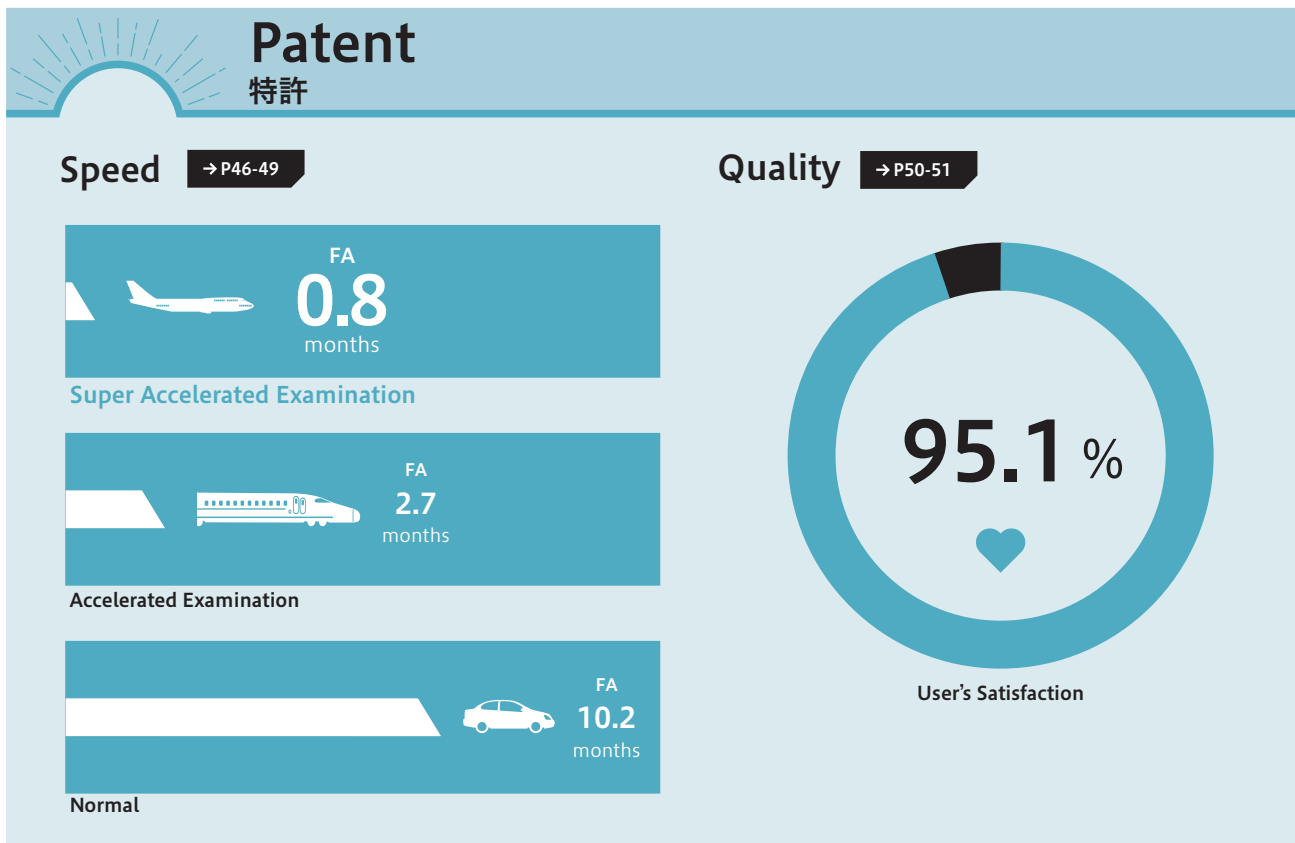 Patent
特許
Speed
→ P46-49
FA
0.8
months
Super Accelerated Examination
FA
2.7
months
Accelerated Examination
FA
10.2
months
Normal
Quality
→ P50-51
95.1 %
User’s Satisfaction